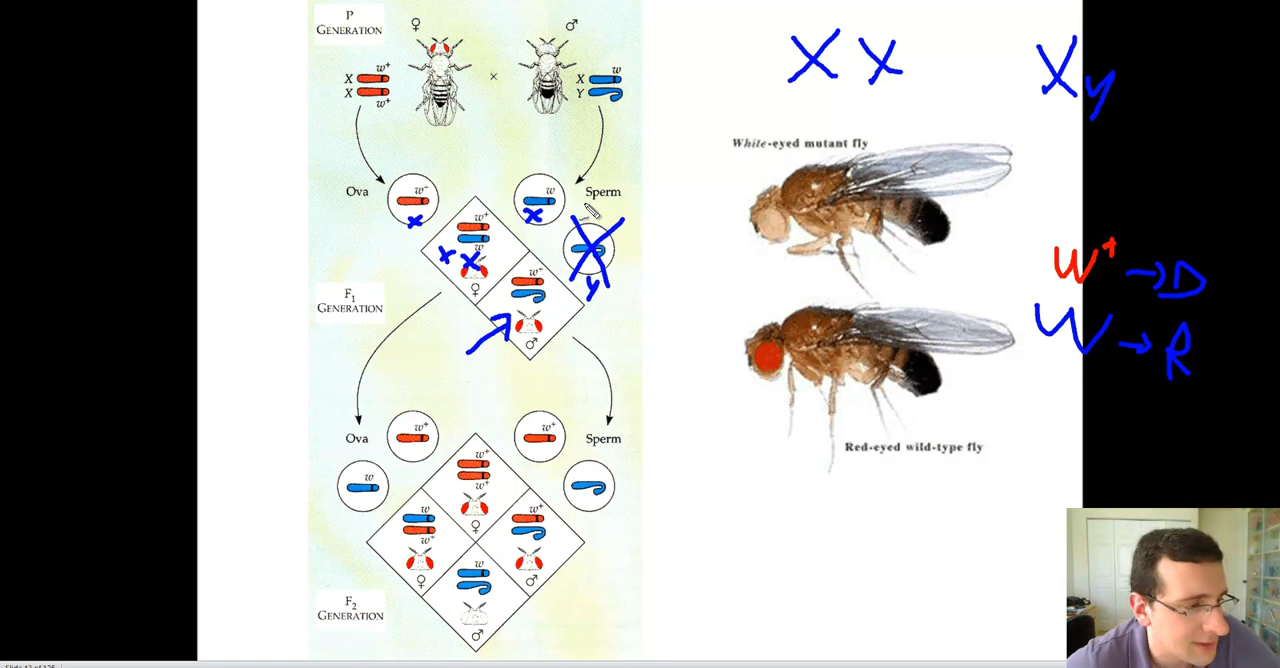 P
GENERATION
♀
♂
w⁺
X
X
w⁺
×
w
X
Y
X X
X y
White-eyed mutant fly
Ova
w⁺
x
w
x
Sperm
w⁺
w
x x
♀
y
w⁺
♂
F₁
GENERATION
W⁺ → D
W → R
Red-eyed wild-type fly
Ova
w⁺
w⁺
Sperm
w
w⁺
w⁺
♀
w
w⁺
♀
w⁺
♂
w
♂
F₂
GENERATION